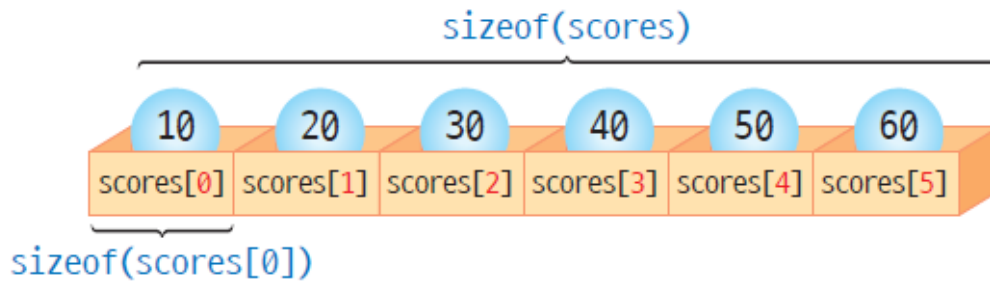 sizeof(scores)
10 20 30 40 50 60
scores[0] scores[1] scores[2] scores[3] scores[4] scores[5]
sizeof(scores[0])